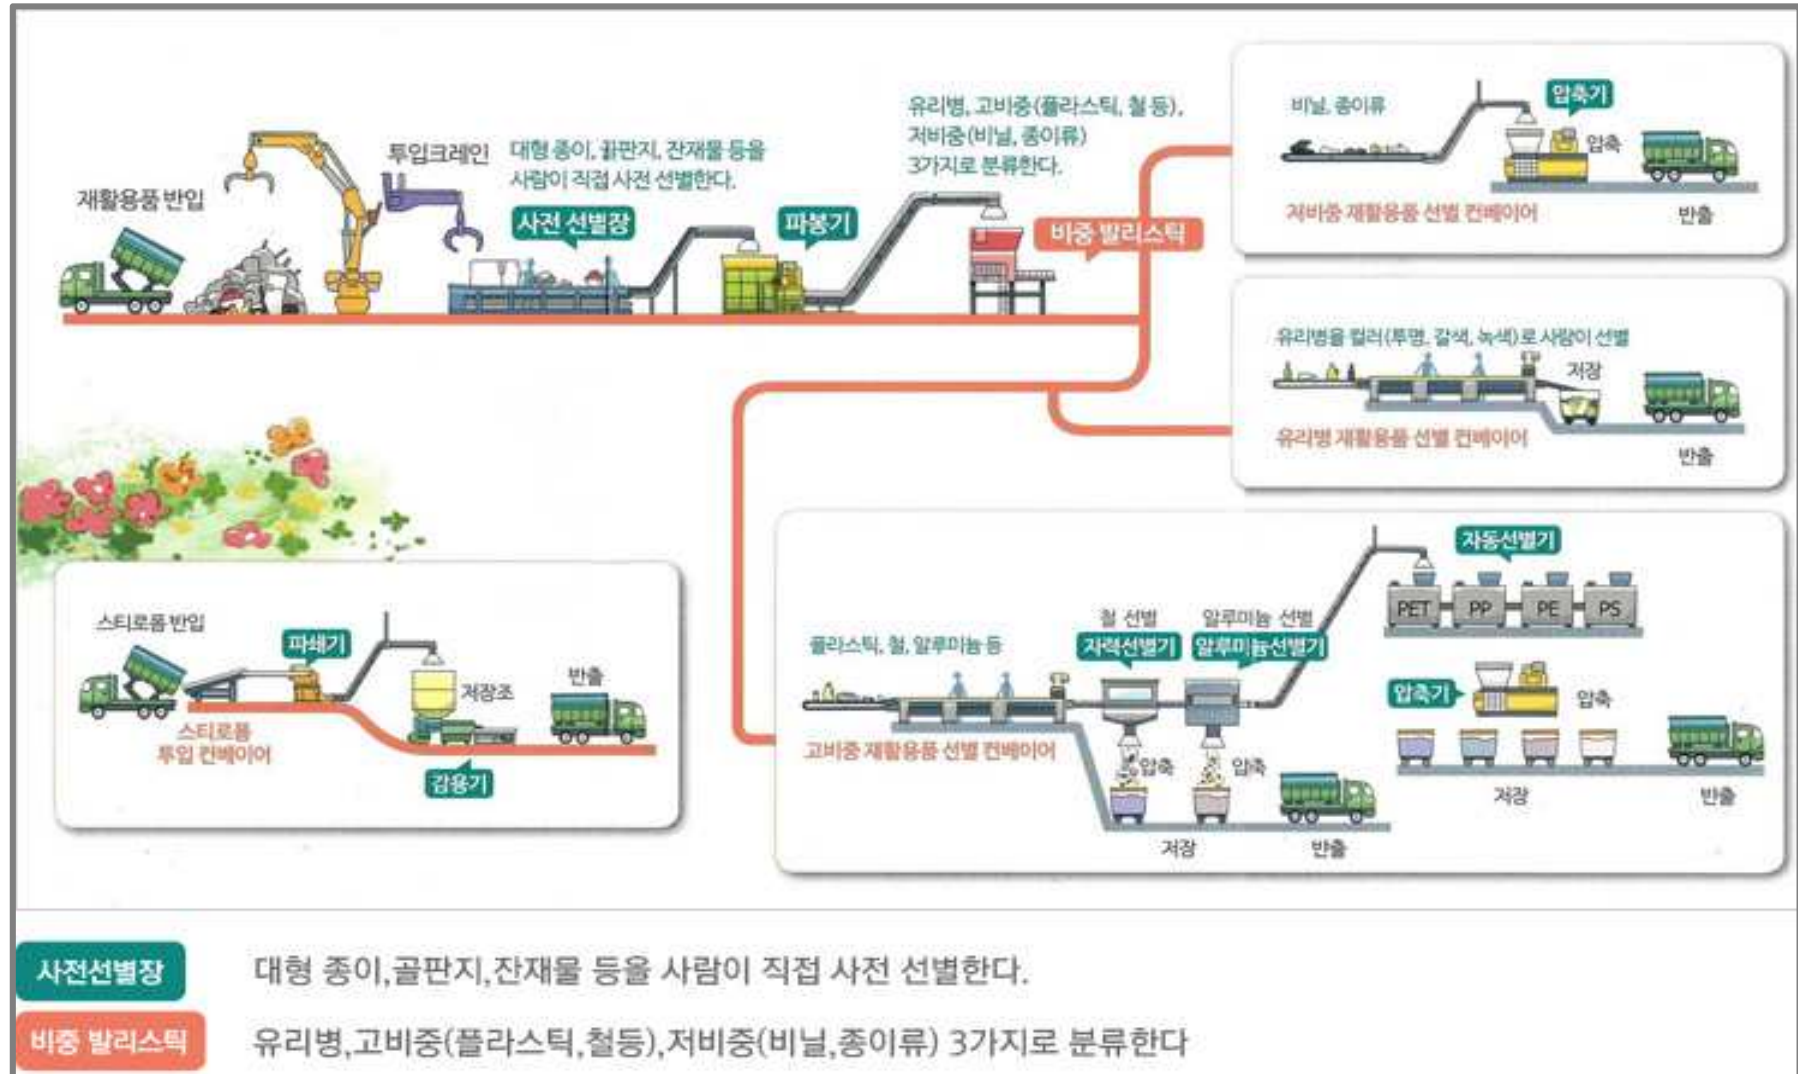 재활용품 반입
투입크레인
대형 종이, 골판지, 잔재물 등을
사람이 직접 사전 선별한다.
사전 선별장
파봉기
유리병, 고비중(플라스틱, 철 등),
저비중(비닐, 종이류)
3가지로 분류한다.
비중 발리스틱
비닐, 종이류
압축기
압축
저비중 재활용품 선별 컨베이어
반출
유리병을 컬러(투명, 갈색, 녹색)로 사람이 선별
저장
유리병 재활용품 선별 컨베이어
반출
스티로폼 반입
파쇄기
저장조
반출
스티로폼
투입 컨베이어
감용기
플라스틱, 철, 알루미늄 등
철 선별
자력선별기
알루미늄 선별
알루미늄선별기
자동선별기
PET
PP
PE
PS
고비중 재활용품 선별 컨베이어
압축
압축
저장
반출
압축기
압축
저장
반출
사전선별장
대형 종이,골판지,잔재물 등을 사람이 직접 사전 선별한다.
비중 발리스틱
유리병,고비중(플라스틱,철등),저비중(비닐,종이류) 3가지로 분류한다